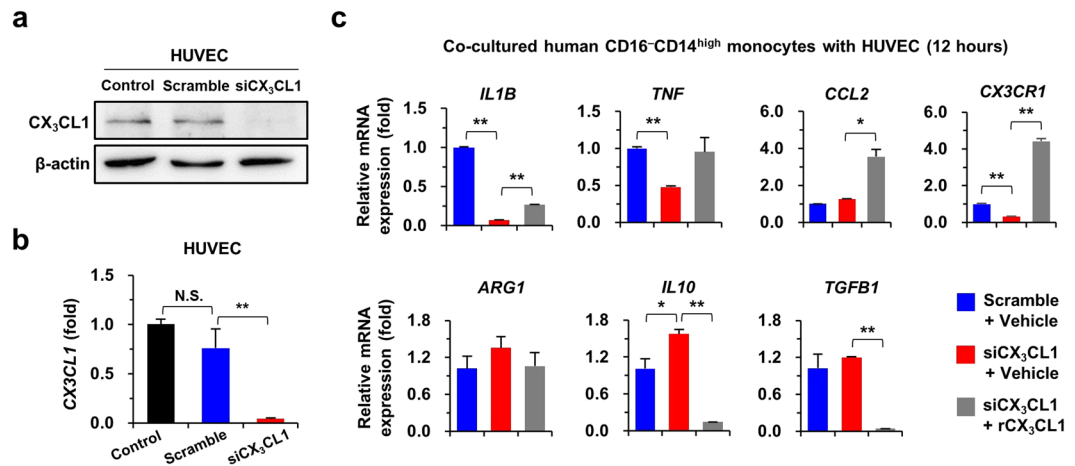 a
HUVEC
Control Scramble siCX₃CL1
CX₃CL1
β-actin
b
HUVEC
CX3CL1 (fold)
1.5
1.0
0.5
0.0
N.S.
**
Control
Scramble
siCX₃CL1
c
Co-cultured human CD16⁻CD14ʰⁱᵍʰ monocytes with HUVEC (12 hours)
Relative mRNA
expression (fold)
IL1B
1.5
1.0
0.5
0.0
**
**
TNF
1.5
1.0
0.5
0.0
**
CCL2
6.0
4.0
2.0
0.0
*
CX3CR1
6.0
4.0
2.0
0.0
**
**
Relative mRNA
expression (fold)
ARG1
1.8
1.2
0.6
0.0
IL10
1.8
1.2
0.6
0.0
*
**
TGFB1
1.8
1.2
0.6
0.0
**
Scramble
+ Vehicle
siCX₃CL1
+ Vehicle
siCX₃CL1
+ rCX₃CL1